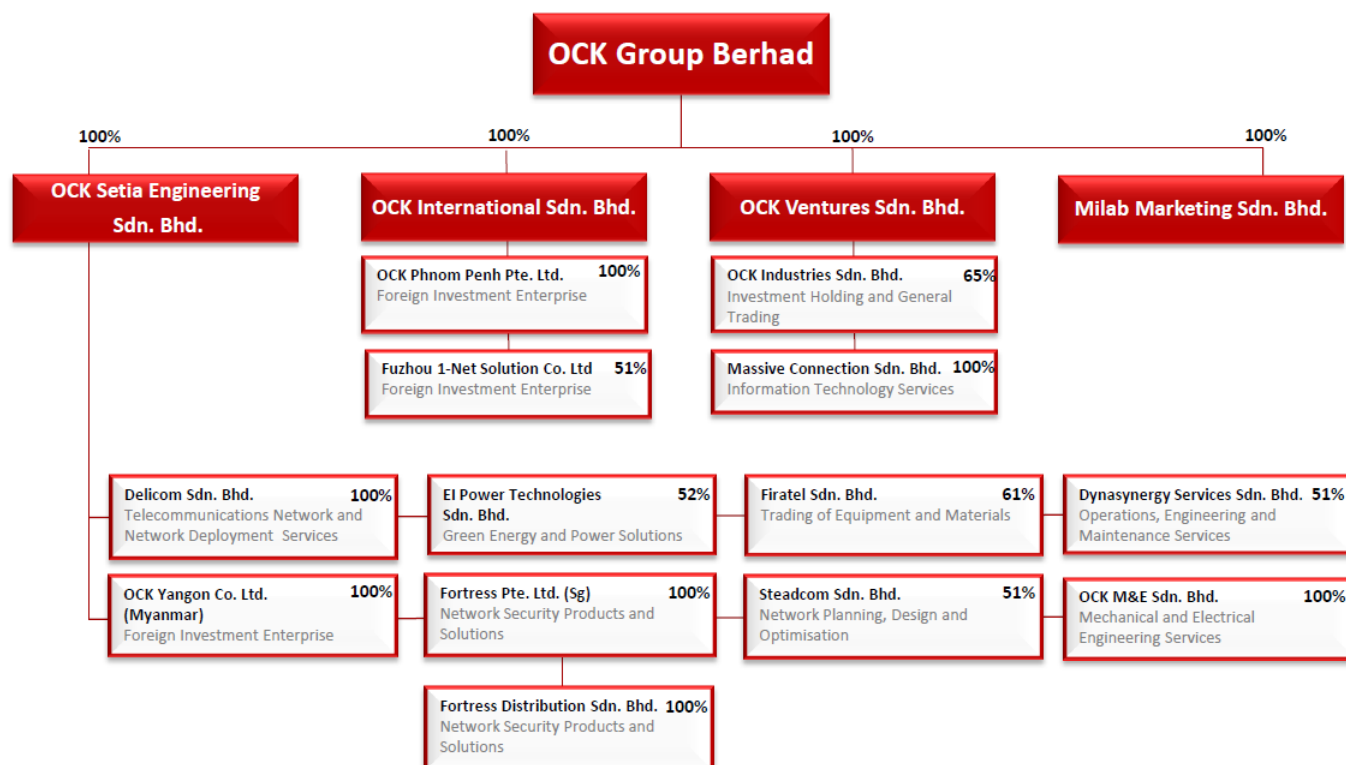 OCK Group Berhad
100%
100%
100%
100%
OCK Setia Engineering
Sdn. Bhd.
OCK International Sdn. Bhd.
OCK Ventures Sdn. Bhd.
Milab Marketing Sdn. Bhd.
OCK Phnom Penh Pte. Ltd. 100%
Foreign Investment Enterprise
OCK Industries Sdn. Bhd. 65%
Investment Holding and General
Trading
Fuzhou 1-Net Solution Co. Ltd 51%
Foreign Investment Enterprise
Massive Connection Sdn. Bhd. 100%
Information Technology Services
Delicom Sdn. Bhd. 100%
Telecommunications Network and
Network Deployment Services
EI Power Technologies 52%
Sdn. Bhd.
Green Energy and Power Solutions
Firatel Sdn. Bhd. 61%
Trading of Equipment and Materials
Dynasynergy Services Sdn. Bhd. 51%
Operations, Engineering and
Maintenance Services
OCK Yangon Co. Ltd. 100%
(Myanmar)
Foreign Investment Enterprise
Fortress Pte. Ltd. (Sg) 100%
Network Security Products and
Solutions
Steadcom Sdn. Bhd. 51%
Network Planning, Design and
Optimisation
OCK M&E Sdn. Bhd. 100%
Mechanical and Electrical
Engineering Services
Fortress Distribution Sdn. Bhd. 100%
Network Security Products and
Solutions